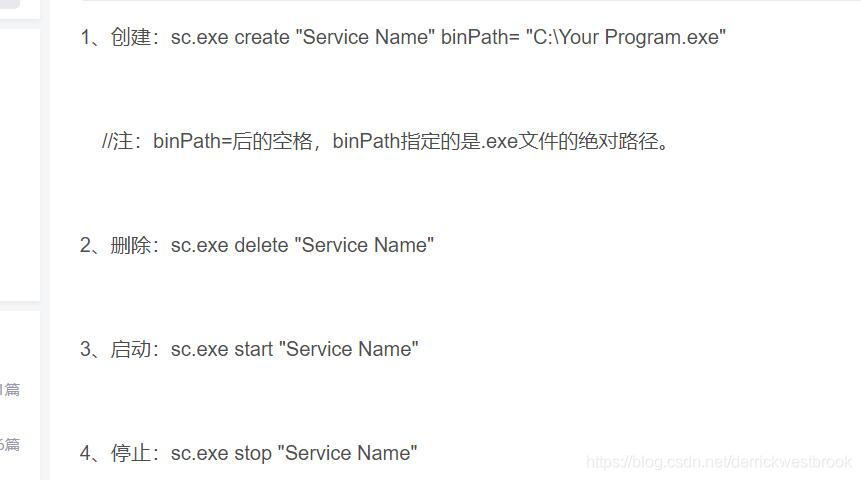 1、创建：sc.exe create "Service Name" binPath= "C:\Your Program.exe"
//注：binPath=后的空格，binPath指定的是.exe文件的绝对路径。
2、删除：sc.exe delete "Service Name"
3、启动：sc.exe start "Service Name"
1篇
6篇
4、停止：sc.exe stop "Service Name"
https://blog.csdn.net/derrickwestbrook